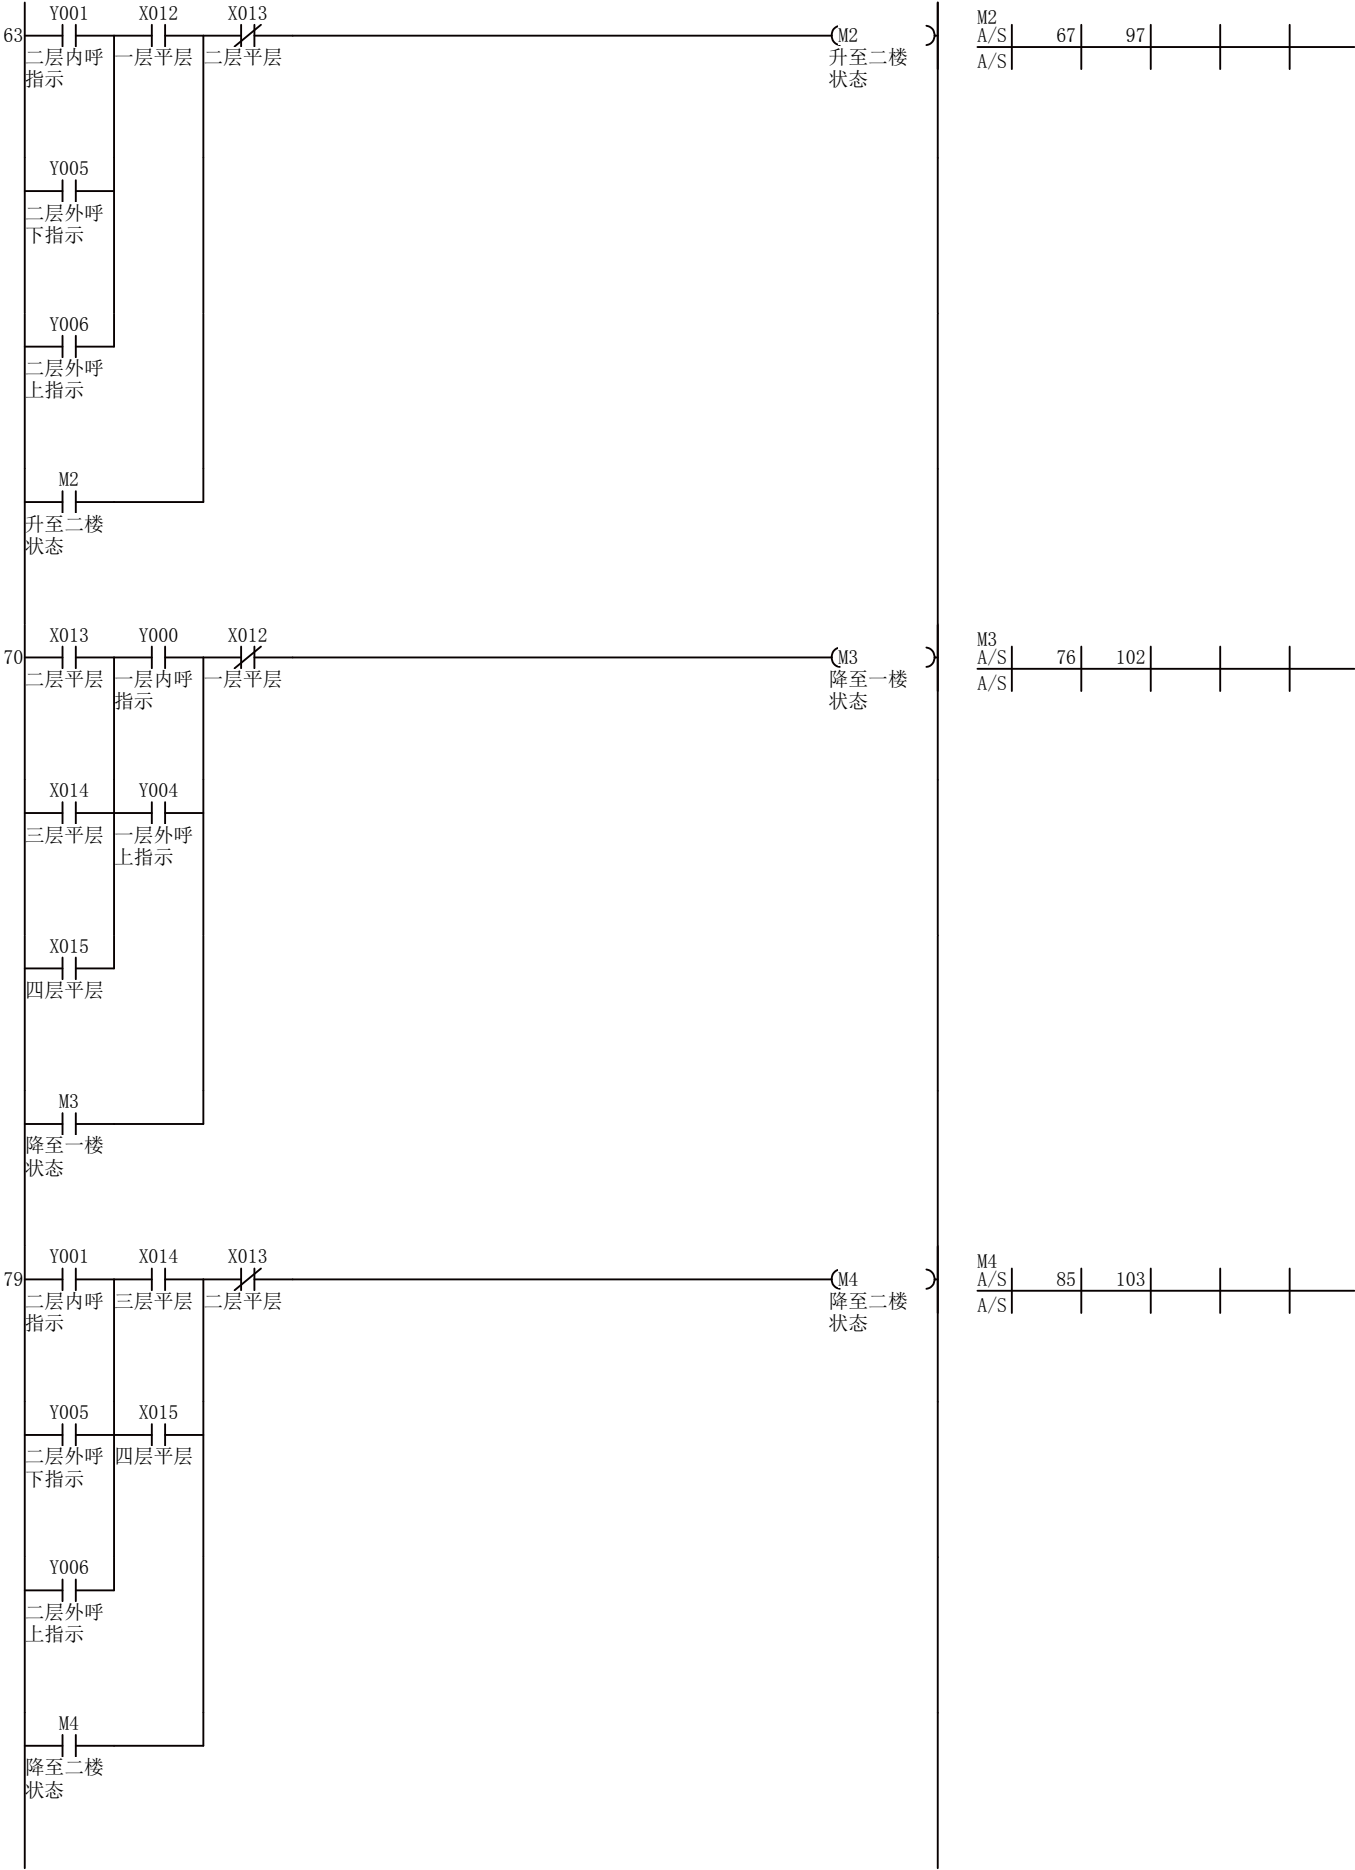 Y001 X012 X013
63 (M2 )
二层内呼 一层平层 二层平层 升至二楼
指示 状态
M2
A/S 67 97
A/S
Y005
二层外呼
下指示
Y006
二层外呼
上指示
M2
升至二楼
状态
X013 Y000 X012
70 (M3 )
二层平层 一层内呼 一层平层 降至一楼
指示 状态
M3
A/S 76 102
A/S
X014 Y004
三层平层 一层外呼
上指示
X015
四层平层
M3
降至一楼
状态
Y001 X014 X013
79 (M4 )
二层内呼 三层平层 二层平层 降至二楼
指示 状态
M4
A/S 85 103
A/S
Y005 X015
二层外呼 四层平层
下指示
Y006
二层外呼
上指示
M4
降至二楼
状态